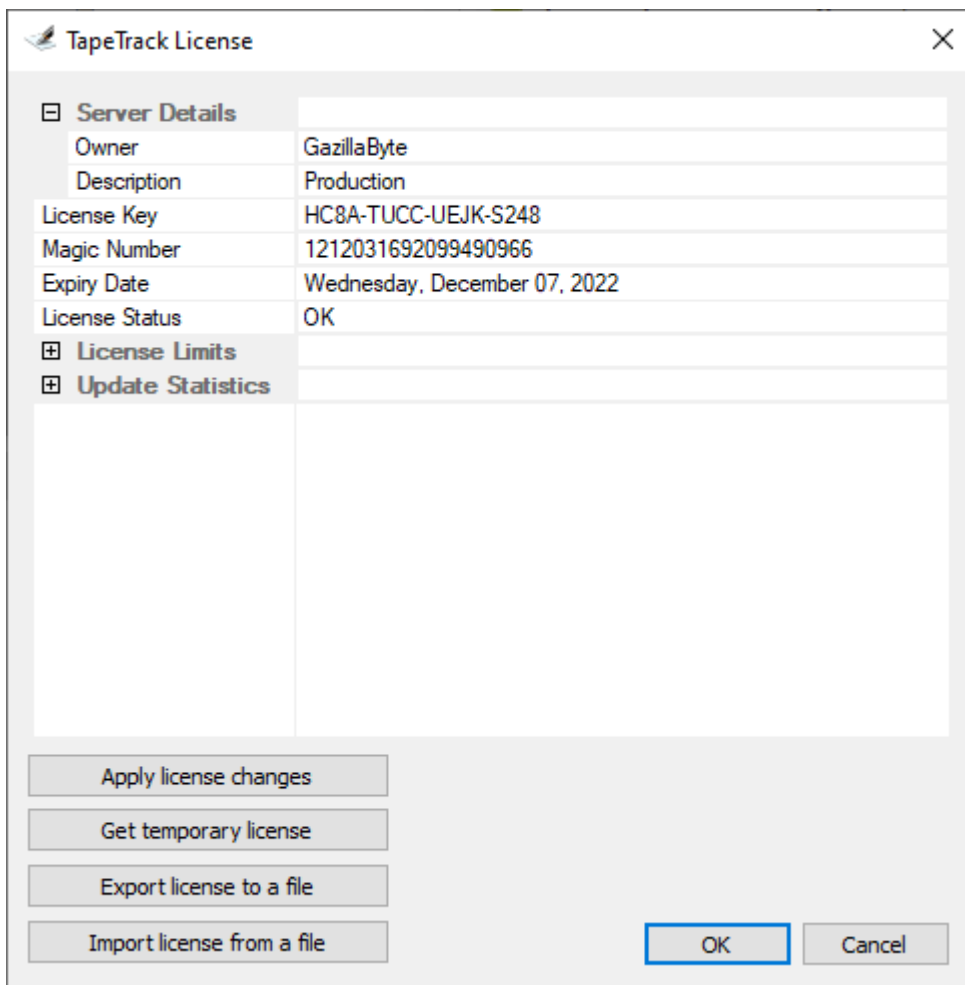 TapeTrack License
Server Details
Owner GazillaByte
Description Production
License Key HC8A-TUCC-UEJK-S248
Magic Number 1212031692099490966
Expiry Date Wednesday, December 07, 2022
License Status OK
License Limits
Update Statistics
Apply license changes
Get temporary license
Export license to a file
Import license from a file
OK Cancel